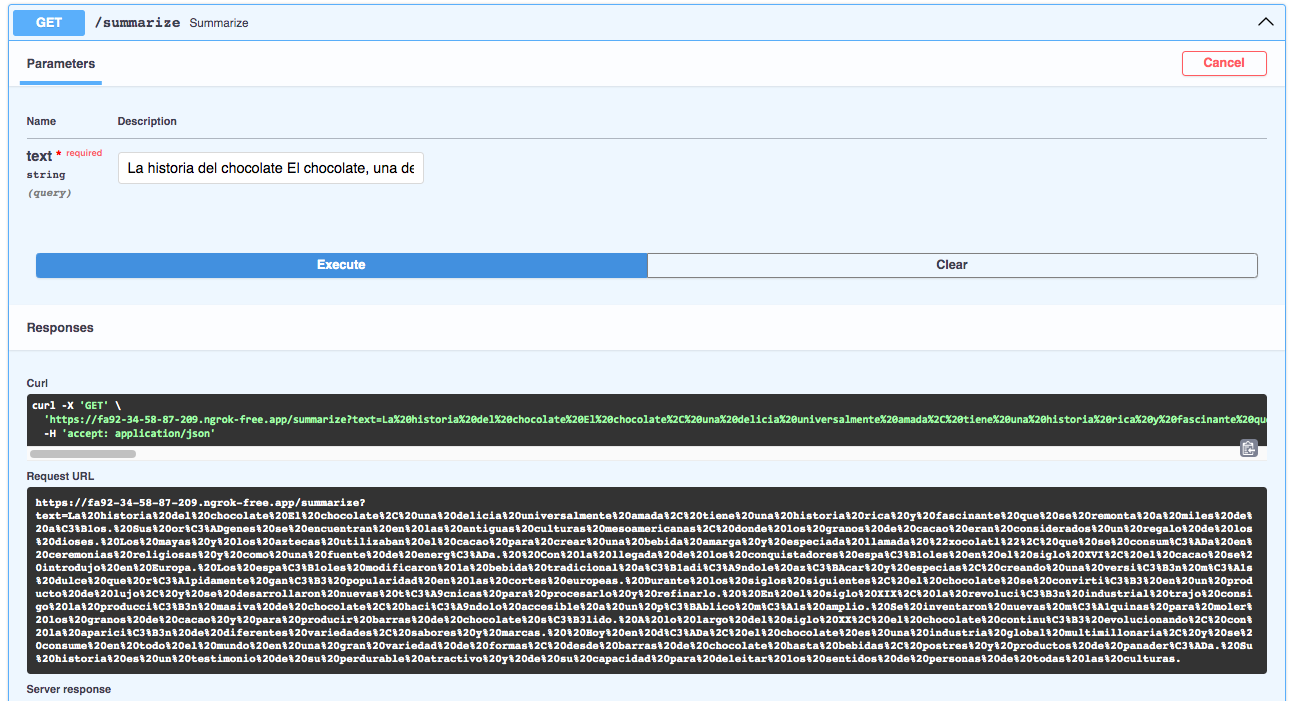 GET /summarize Summarize
Parameters
Cancel
Name Description
text * required
string
(query)
La historia del chocolate El chocolate, una de
Execute
Clear
Responses
Curl
curl -X 'GET' \
'https://fa92-34-58-87-209.ngrok-free.app/summarize?text=La%20historia%20del%20chocolate%20El%20chocolate%2C%20una%20delicia%20universalmente%20amada%2C%20tiene%20una%20historia%20rica%20y%20fascinante%20que
-H 'accept: application/json'
Request URL
https://fa92-34-58-87-209.ngrok-free.app/summarize?
text=La%20historia%20del%20chocolate%20El%20chocolate%2C%20una%20delicia%20universalmente%20amada%2C%20tiene%20una%20historia%20rica%20y%20fascinante%20que%20se%20remonta%20a%20miles%20de%
20a%C3%B1os.%20Sus%20or%C3%ADgenes%20se%20encuentran%20en%20las%20antiguas%20culturas%20mesoamericanas%2C%20donde%20los%20granos%20de%20cacao%20eran%20considerados%20un%20regalo%20de%20los
%20dioses.%20Los%20mayas%20y%20los%20aztecas%20utilizaban%20el%20cacao%20para%20crear%20una%20bebida%20amarga%20y%20especiada%20llamada%20%22xocolatl%22%2C%20que%20se%20consum%C3%ADa%20en
%20ceremonias%20religiosas%20y%20como%20una%20fuente%20de%20energ%C3%ADa.%20%20Con%20la%20llegada%20de%20los%20conquistadores%20espa%C3%B1oles%20en%20el%20siglo%20XVI%2C%20el%20cacao%20se%2
0introdujo%20en%20Europa.%20Los%20espa%C3%B1oles%20modificaron%20la%20bebida%20tradicional%20a%C3%B1adi%C3%A9ndole%20az%C3%BAcar%20y%20especias%2C%20creando%20una%20versi%C3%B3n%20m%C3%A1s
%20dulce%20que%20r%C3%A1pidamente%20gan%C3%B3%20popularidad%20en%20las%20cortes%20europeas.%20Durante%20los%20siglos%20siguientes%2C%20el%20chocolate%20se%20convirti%C3%B3%20en%20un%20prod
ucto%20de%20lujo%2C%20y%20se%20desarrollaron%20nuevas%20t%C3%A9cnicas%20para%20procesarlo%20y%20refinarlo.%20%20En%20el%20siglo%20XIX%2C%20la%20revoluci%C3%B3n%20industrial%20trajo%20consi
go%20la%20producci%C3%B3n%20masiva%20de%20chocolate%2C%20haci%C3%A9ndolo%20accesible%20a%20un%20p%C3%BAblico%20m%C3%A1s%20amplio.%20Se%20inventaron%20nuevas%20m%C3%A1quinas%20para%20moler%
20los%20granos%20de%20cacao%20y%20para%20producir%20barras%20de%20chocolate%20s%C3%B3lido.%20A%20lo%20largo%20del%20siglo%20XX%2C%20el%20chocolate%20continu%C3%B3%20evolucionando%2C%20con%
20la%20aparici%C3%B3n%20de%20diferentes%20variedades%2C%20sabores%20y%20marcas.%20%20Hoy%20en%20d%C3%ADa%2C%20el%20chocolate%20es%20una%20industria%20global%20multimillonaria%2C%20y%20se%2
0consume%20en%20todo%20el%20mundo%20en%20una%20gran%20variedad%20de%20formas%2C%20desde%20barras%20de%20chocolate%20hasta%20bebidas%2C%20postres%20y%20productos%20de%20panader%C3%ADa.%20Su
%20historia%20es%20un%20testimonio%20de%20su%20perdurable%20atractivo%20y%20de%20su%20capacidad%20para%20deleitar%20los%20sentidos%20de%20personas%20de%20todas%20las%20culturas.
Server response